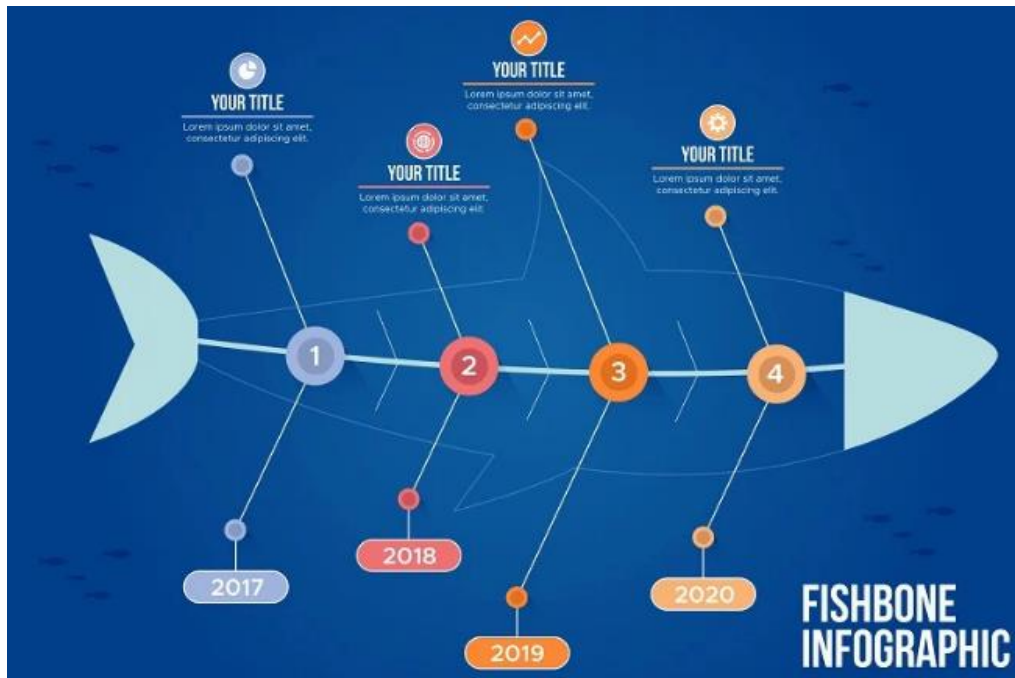 YOUR TITLE
Lorem ipsum dolor sit amet,
consectetur adipiscing elit.
YOUR TITLE
Lorem ipsum dolor sit amet,
consectetur adipiscing elit.
YOUR TITLE
Lorem ipsum dolor sit amet,
consectetur adipiscing elit.
YOUR TITLE
Lorem ipsum dolor sit amet,
consectetur adipiscing elit.
1
2
3
4
2017
2018
2019
2020
FISHBONE
INFOGRAPHIC